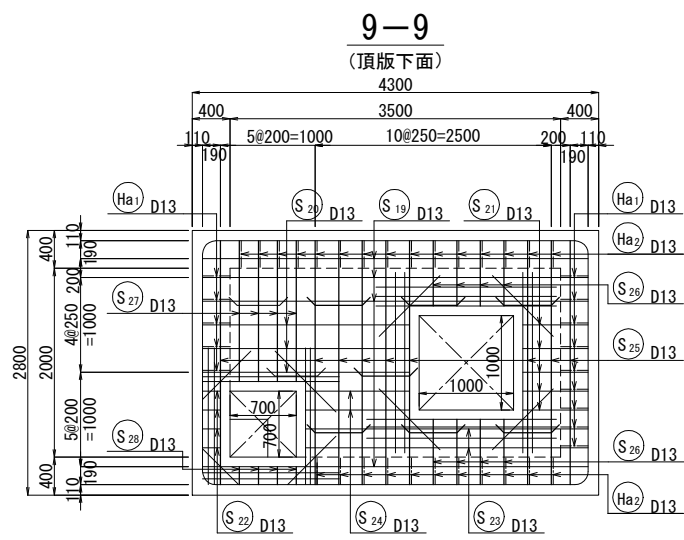 9－9
(頂版下面)
4300
400 3500 400
110 190 5@200=1000 10@250=2500 200 190 110
Ha1 D13
S20 D13
S19 D13
S21 D13
Ha1 D13
Ha2 D13
S27 D13
S26 D13
S25 D13
S28 D13
S26 D13
Ha2 D13
S22 D13
S24 D13
S23 D13
2800
400 2000 400
110 190 200 4@250=1000 5@200=1000 190 110
1000
1000
700
700